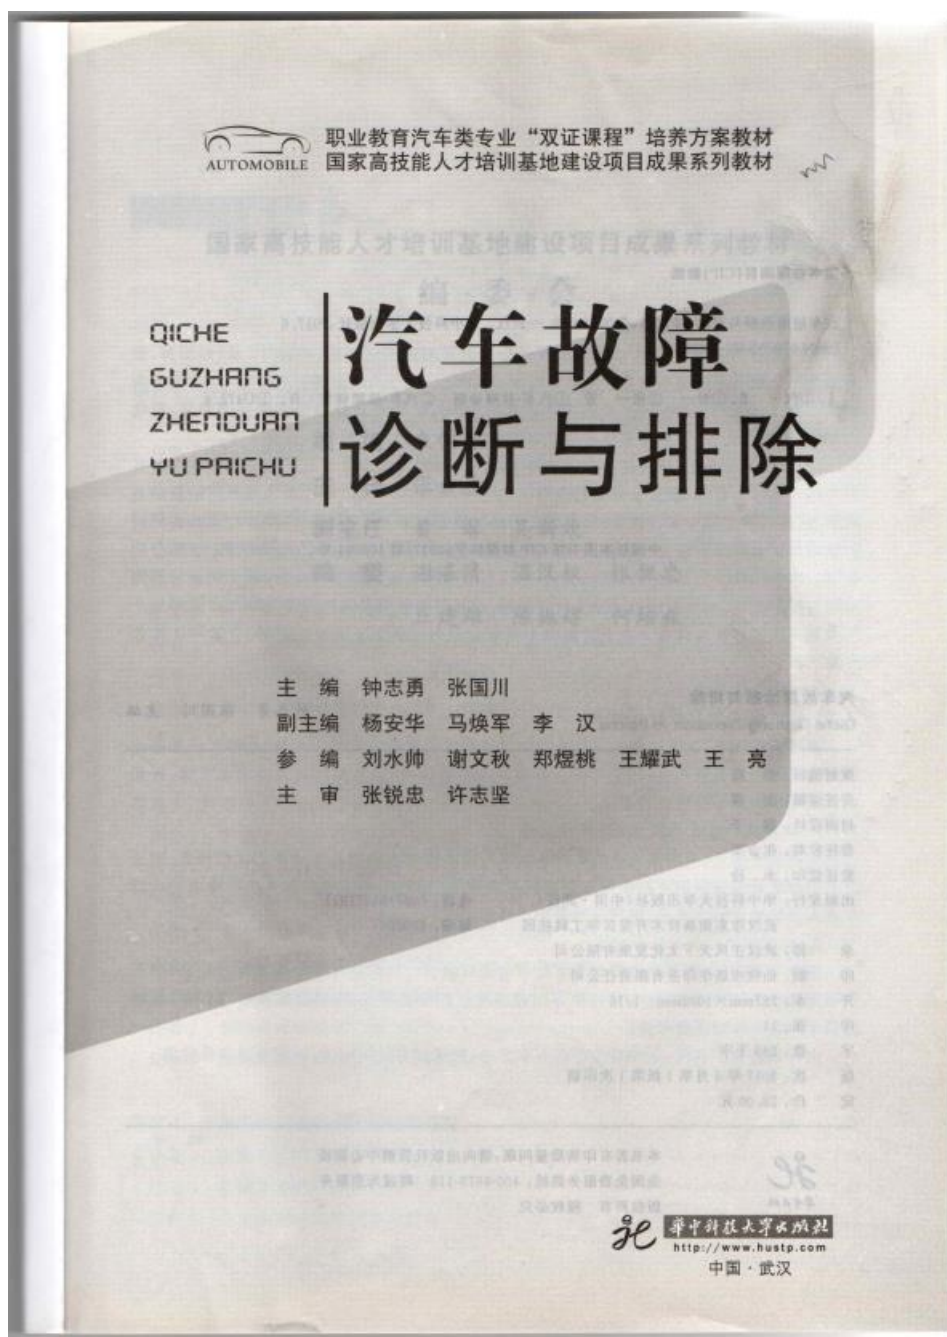 职业教育汽车类专业“双证课程”培养方案教材
AUTOMOBILE 国家高技能人才培训基地建设项目成果系列教材
QICHE
GUZHANG
ZHENDUAN
YU PAICHU
汽车故障
诊断与排除
主 编 钟志勇 张国川
副主编 杨安华 马焕军 李 汉
参 编 刘水帅 谢文秋 郑煜桃 王耀武 王 亮
主 审 张锐忠 许志坚
华中科技大学出版社
http://www.hustp.com
中国·武汉